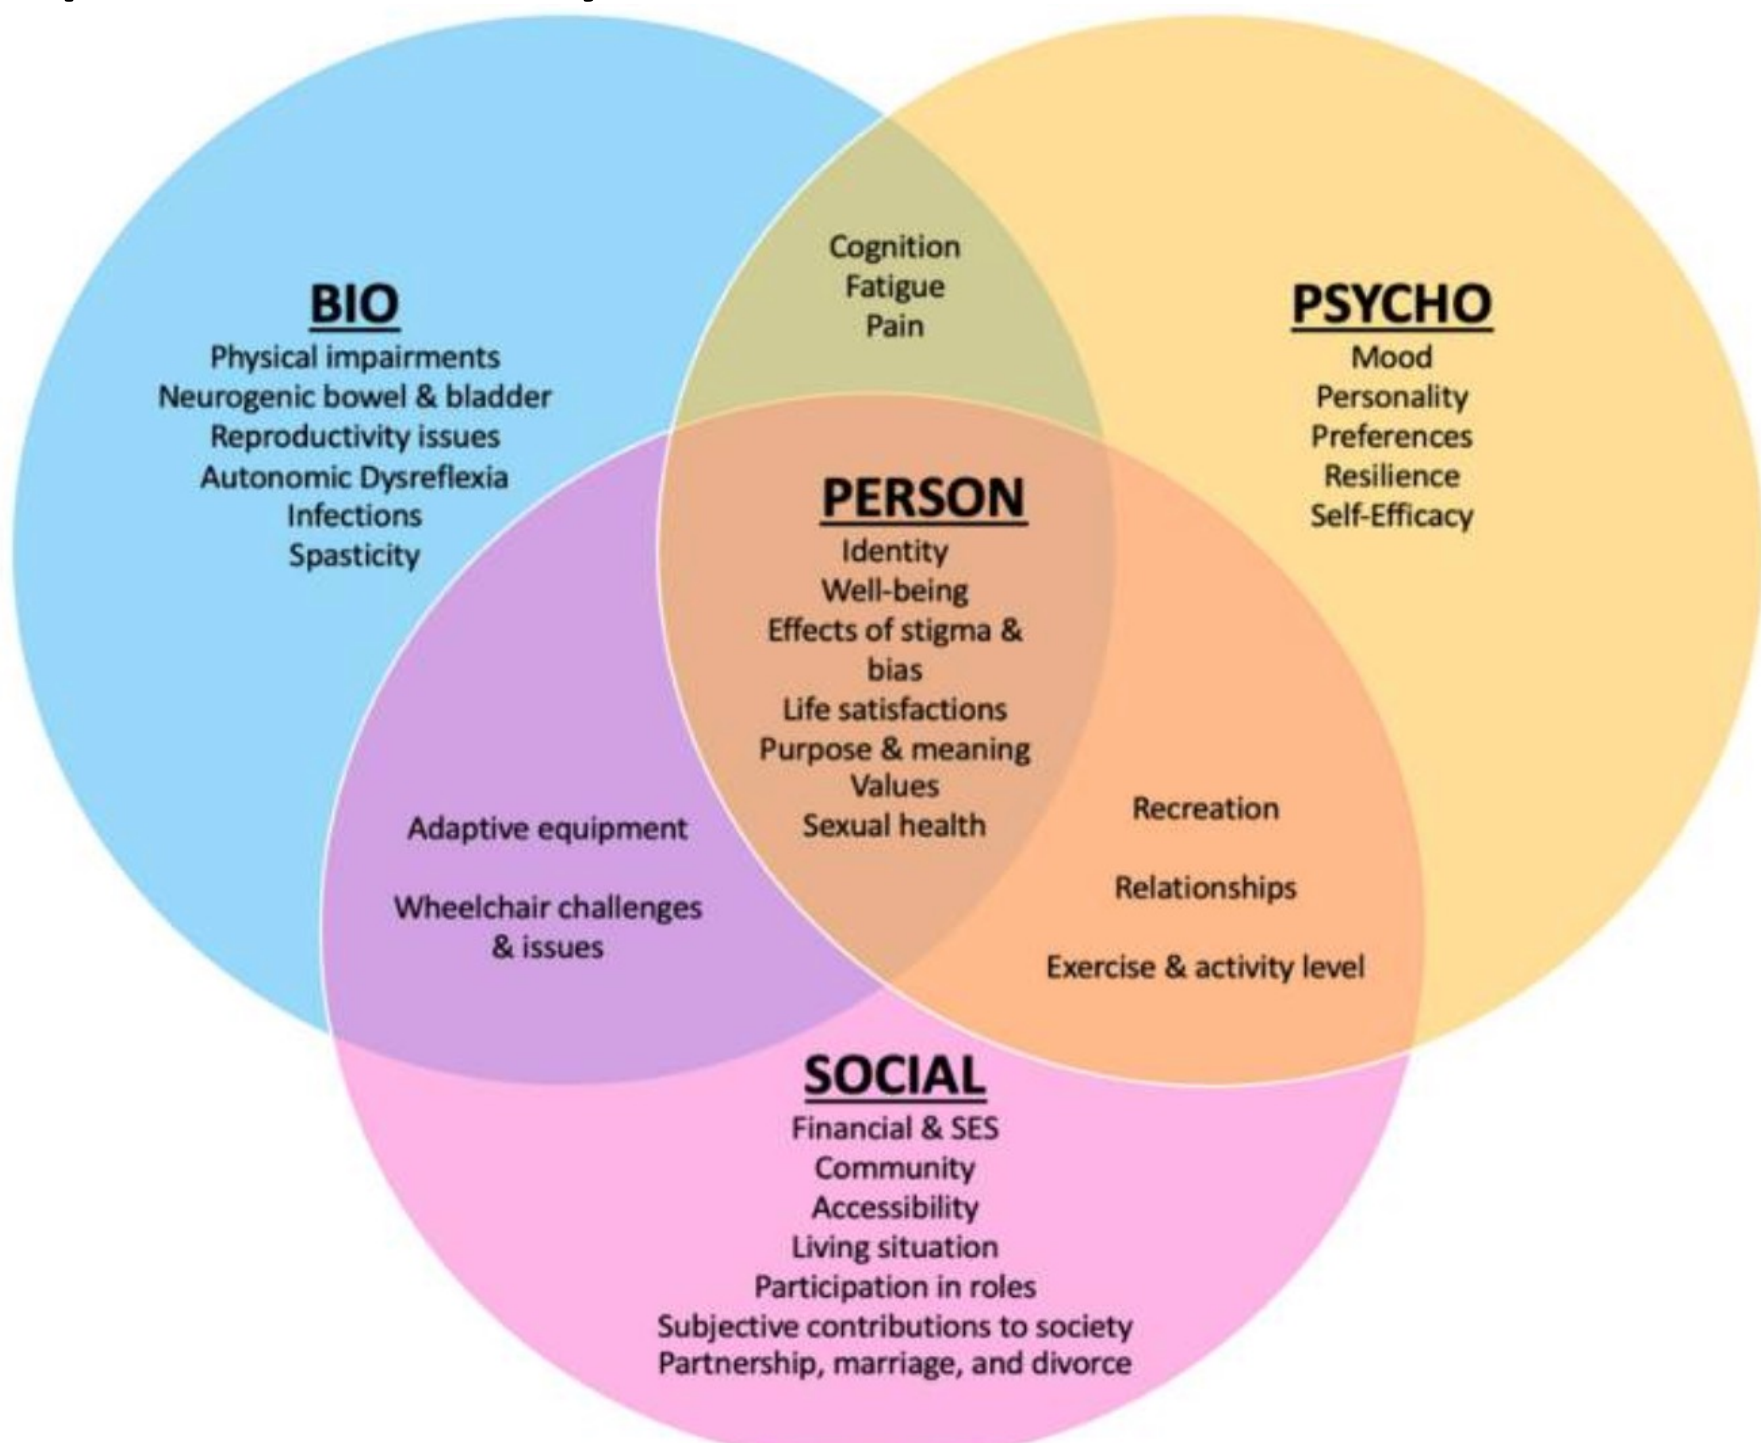 BIO
Physical impairments
Neurogenic bowel & bladder
Reproductivity issues
Autonomic Dysreflexia
Infections
Spasticity
Cognition
Fatigue
Pain
PSYCHO
Mood
Personality
Preferences
Resilience
Self-Efficacy
PERSON
Identity
Well-being
Effects of stigma &
bias
Life satisfactions
Purpose & meaning
Values
Sexual health
Adaptive equipment
Wheelchair challenges
& issues
Recreation
Relationships
Exercise & activity level
SOCIAL
Financial & SES
Community
Accessibility
Living situation
Participation in roles
Subjective contributions to society
Partnership, marriage, and divorce